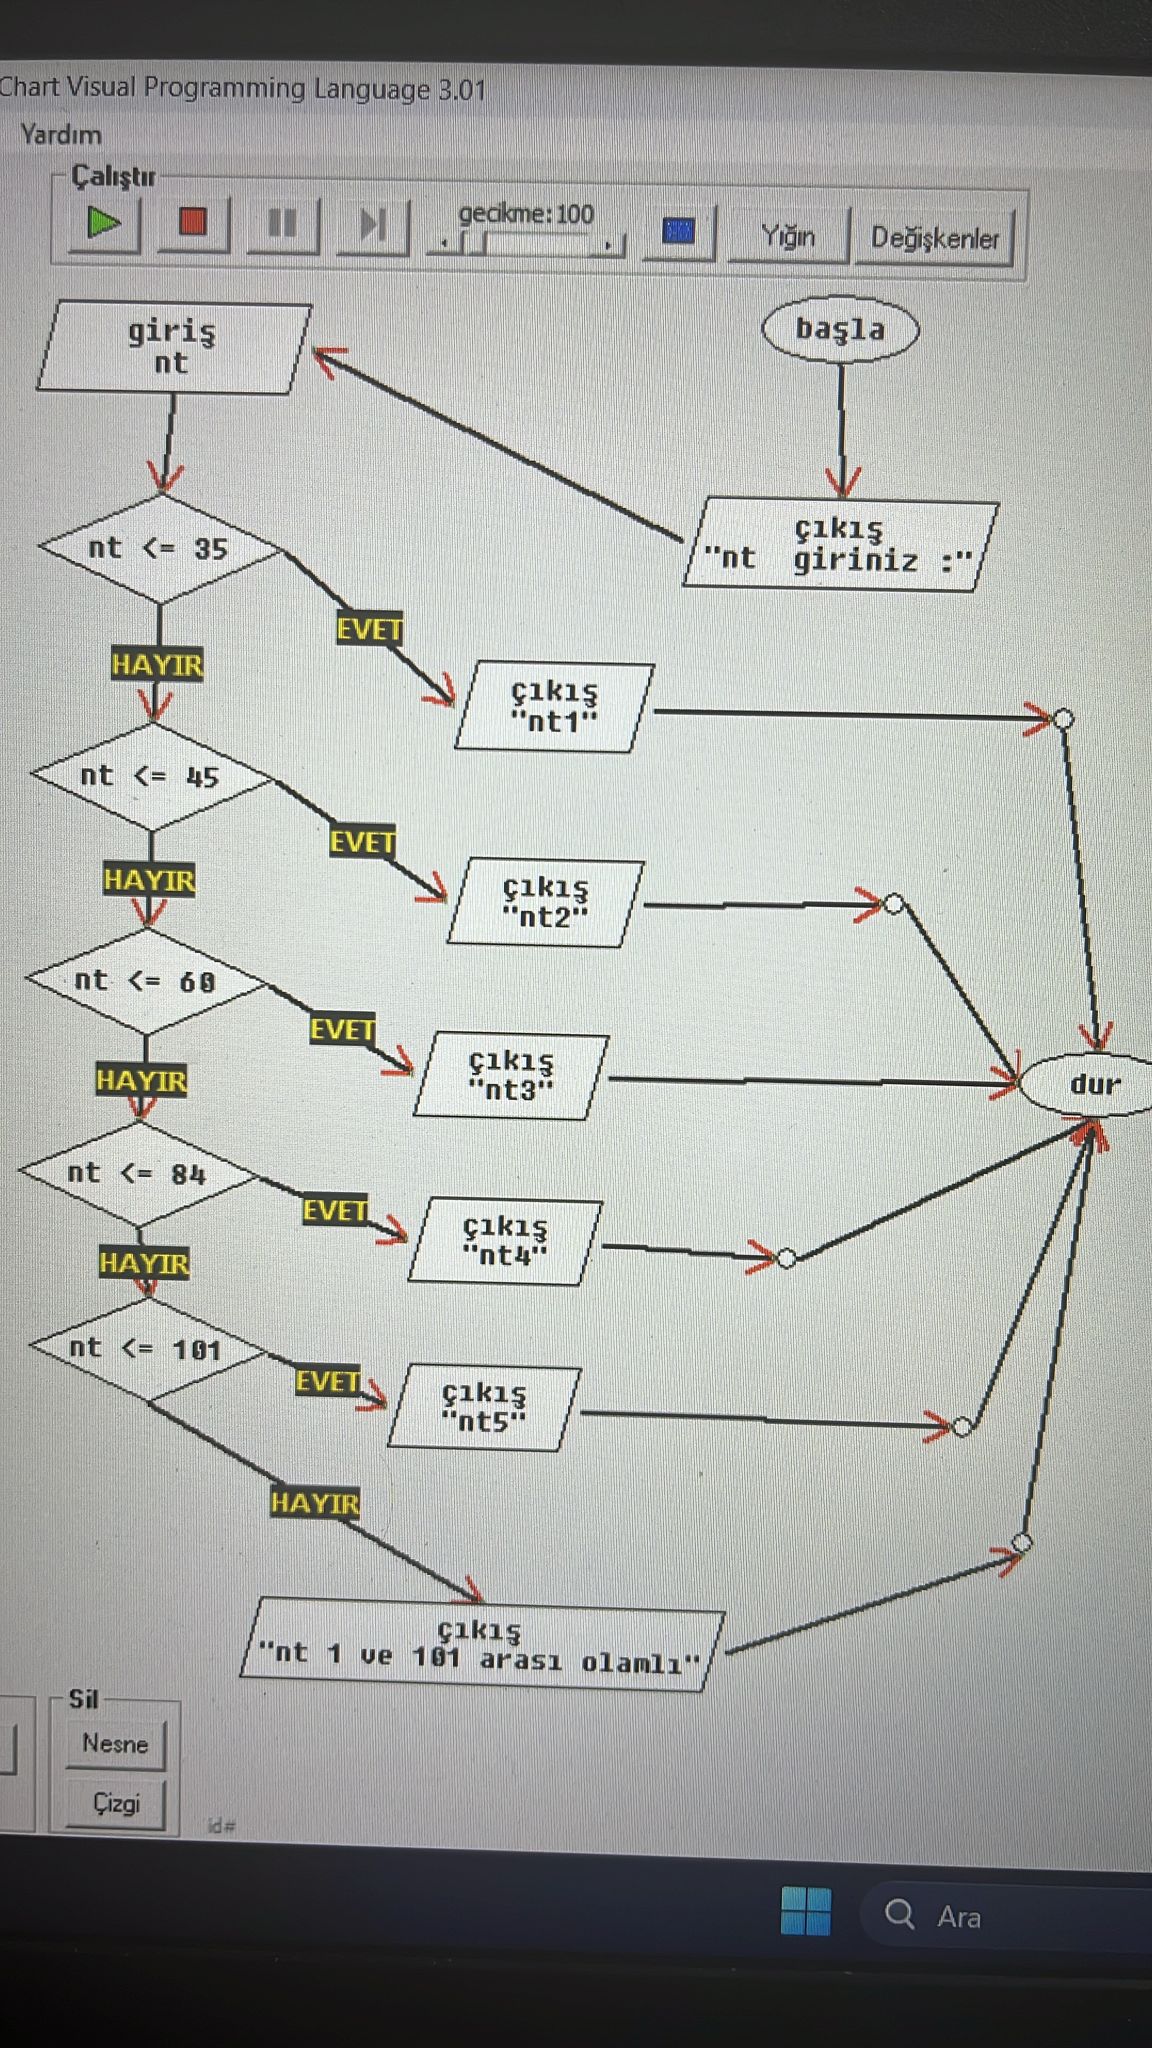 Chart Visual Programming Language 3.01
Yardım
Çalıştır
gecikme:100
Yığın
Değişkenler
başla
çıkış
"nt giriniz :"
giriş
nt
nt <= 35
EVET
çıkış
"nt1"
HAYIR
nt <= 45
EVET
çıkış
"nt2"
HAYIR
nt <= 60
EVET
çıkış
"nt3"
HAYIR
nt <= 84
EVET
çıkış
"nt4"
HAYIR
nt <= 101
EVET
çıkış
"nt5"
HAYIR
çıkış
"nt 1 ve 101 arası olamlı"
dur
Sil
Nesne
Çizgi
id#
Ara